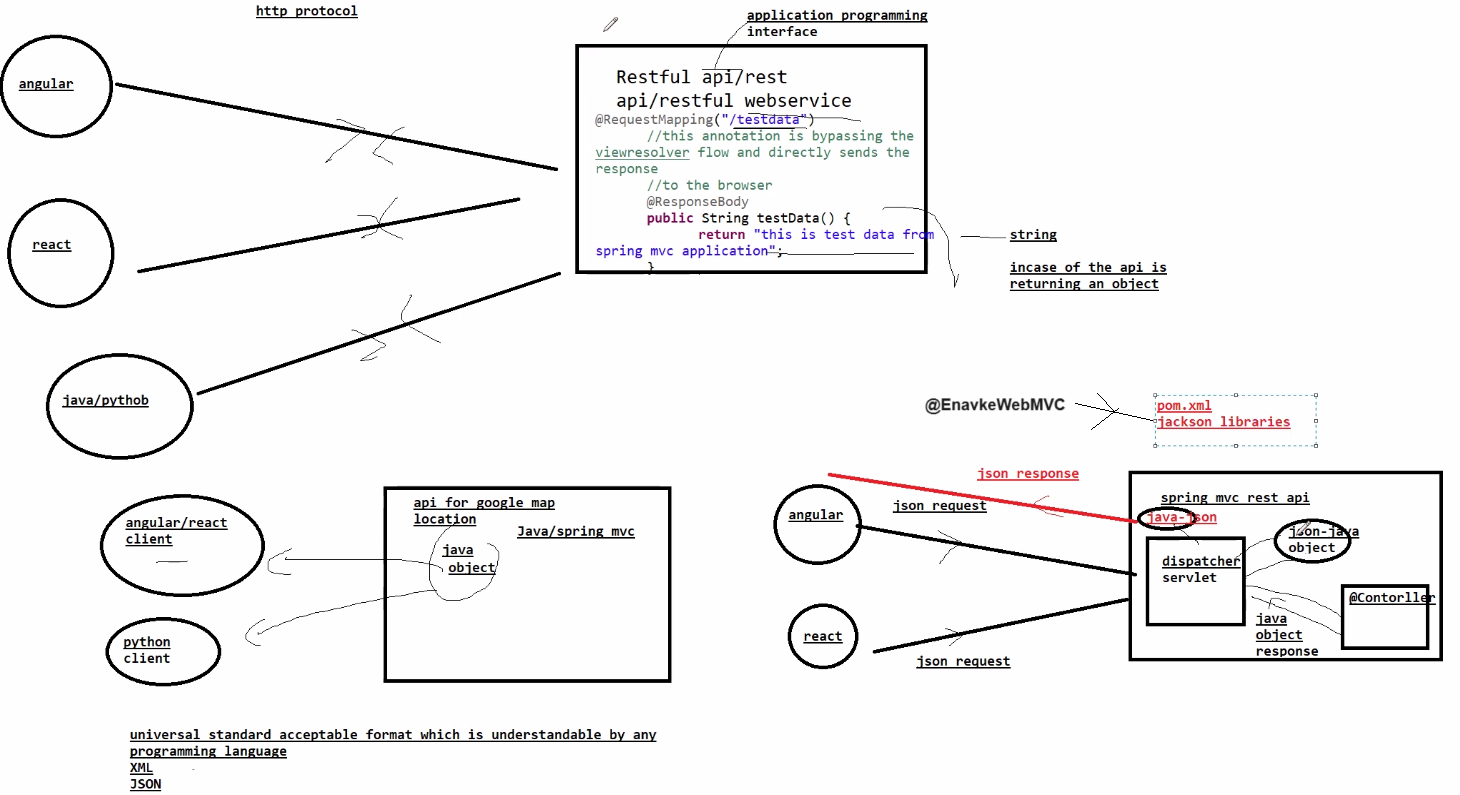 http protocol
application programming
interface
angular
Restful api/rest
api/restful webservice
@RequestMapping("/testdata")
//this annotation is bypassing the
viewresolver flow and directly sends the
response
//to the browser
@ResponseBody
public String testData() {
return "this is test data from
spring mvc application";
}
react
string
incase of the api is
returning an object
java/pythob
@EnavkeWebMVC
pom.xml
jackson libraries
angular/react
client
python
client
api for google map
location
Java/spring mvc
java
object
json response
json request
angular
react
json request
spring mvc rest api
java-json
json-java
object
dispatcher
servlet
@Contorller
java
object
response
universal standard acceptable format which is understandable by any
programming language
XML
JSON